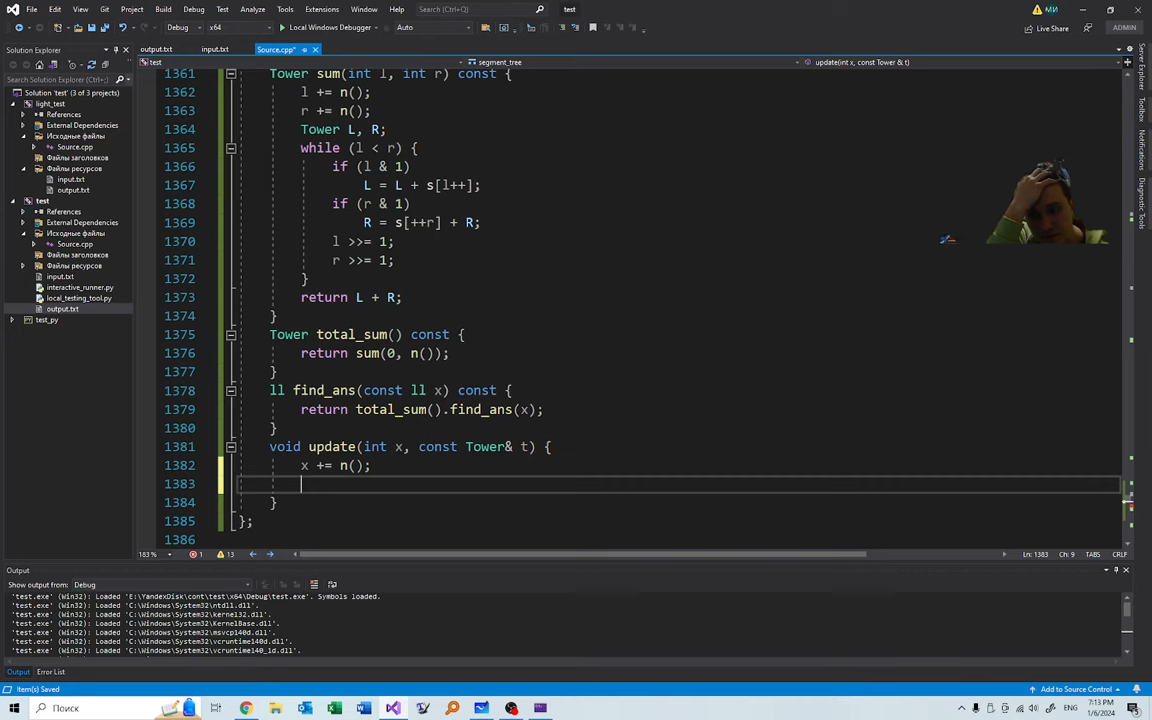 File Edit View Git Project Build Debug Test Analyze Tools Extensions Window Help Search (Ctrl+Q) test МИ
Debug x64 Local Windows Debugger Auto Live Share ADMIN
Solution Explorer
output.txt input.txt Source.cpp*
test segment_tree update(int x, const Tower & t)
Search Solution Explorer (Ctrl+;)
Solution 'test' (3 of 3 projects)
light_test
References
External Dependencies
Исходные файлы
Source.cpp
Файлы заголовков
Файлы ресурсов
input.txt
output.txt
test
References
External Dependencies
Исходные файлы
Source.cpp
Файлы заголовков
Файлы ресурсов
input.txt
interactive_runner.py
local_testing_tool.py
output.txt
test_py
1361 Tower sum(int l, int r) const {
1362 l += n();
1363 r += n();
1364 Tower L, R;
1365 while (l < r) {
1366 if (l & 1)
1367 L = L + s[l++];
1368 if (r & 1)
1369 R = s[++r] + R;
1370 l >>= 1;
1371 r >>= 1;
1372 }
1373 return L + R;
1374 }
1375 Tower total_sum() const {
1376 return sum(0, n());
1377 }
1378 ll find_ans(const ll x) const {
1379 return total_sum().find_ans(x);
1380 }
1381 void update(int x, const Tower& t) {
1382 x += n();
1383
1384 }
1385 };
1386
SQL Server Object Explorer
Toolbox
Notifications
Diagnostic Tools
183 % 1 13 Ln: 1383 Ch: 9 TABS CRLF
Output
Show output from: Debug
'test.exe' (Win32): Loaded 'E:\YandexDisk\cont\test\x64\Debug\test.exe'. Symbols loaded.
'test.exe' (Win32): Loaded 'C:\Windows\System32\ntdll.dll'.
'test.exe' (Win32): Loaded 'C:\Windows\System32\kernel32.dll'.
'test.exe' (Win32): Loaded 'C:\Windows\System32\KernelBase.dll'.
'test.exe' (Win32): Loaded 'C:\Windows\System32\msvcp140d.dll'.
'test.exe' (Win32): Loaded 'C:\Windows\System32\vcruntime140d.dll'.
'test.exe' (Win32): Loaded 'C:\Windows\System32\vcruntime140_1d.dll'.
Output Error List
Item(s) Saved Add to Source Control
Поиск ENG 7:13 PM
1/6/2024